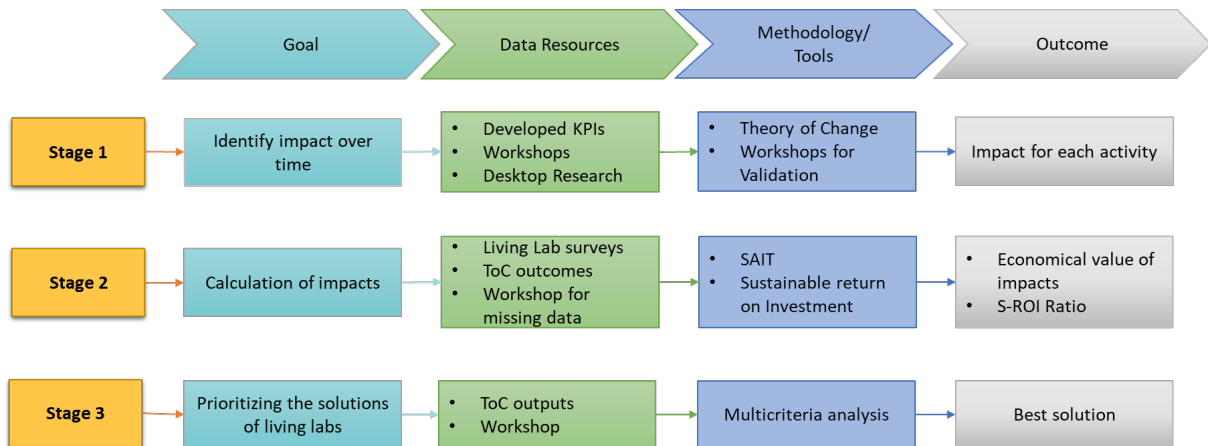 Goal
Data Resources
Methodology/
Tools
Outcome
Stage 1
Identify impact over
time
• Developed KPIs
• Workshops
• Desktop Research
• Theory of Change
• Workshops for
Validation
Impact for each activity
Stage 2
Calculation of impacts
• Living Lab surveys
• ToC outcomes
• Workshop for
missing data
• SAIT
• Sustainable return
on Investment
• Economical value of
impacts
• S-ROI Ratio
Stage 3
Prioritizing the solutions
of living labs
• ToC outputs
• Workshop
Multicriteria analysis
Best solution